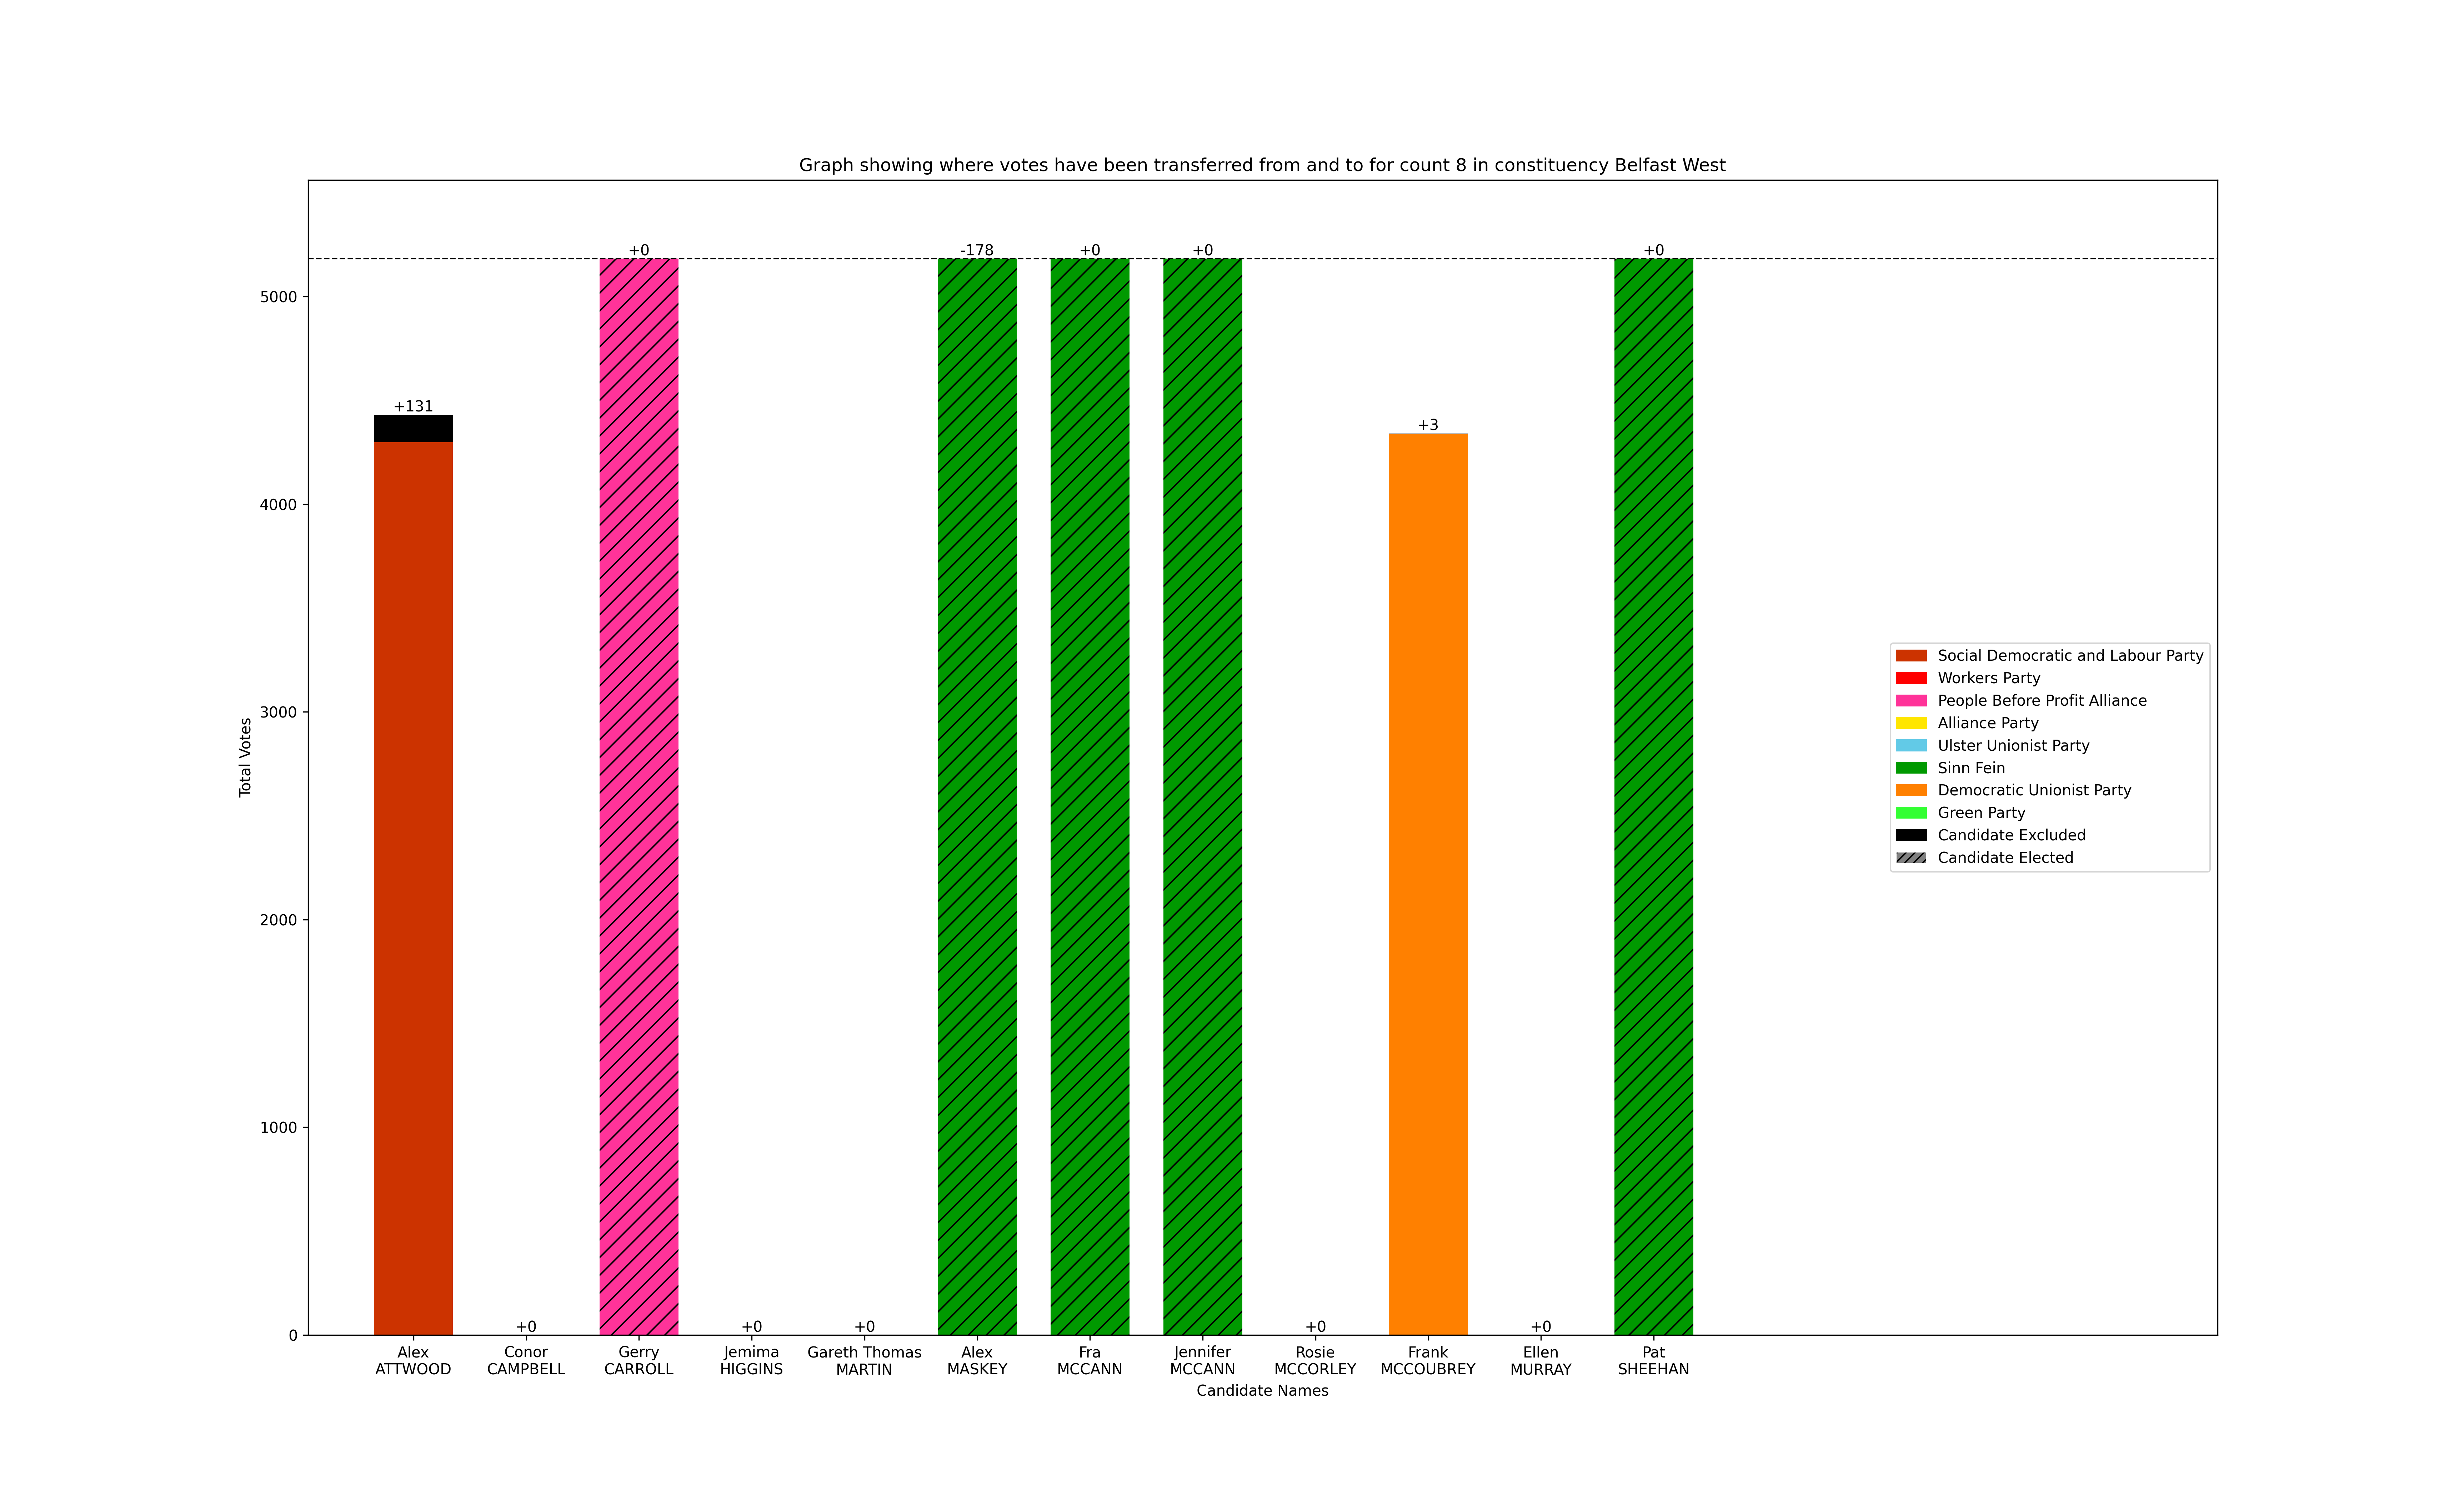 Graph showing where votes have been transferred from and to for count 8 in constituency Belfast West
+0
-178
+0
+0
+0
5000
+131
+3
4000
3000
2000
1000
0
Total Votes
+0
+0
+0
+0
+0
Social Democratic and Labour Party
Workers Party
People Before Profit Alliance
Alliance Party
Ulster Unionist Party
Sinn Fein
Democratic Unionist Party
Green Party
Candidate Excluded
Candidate Elected
Alex
ATTWOOD
Conor
CAMPBELL
Gerry
CARROLL
Jemima
HIGGINS
Gareth Thomas
MARTIN
Alex
MASKEY
Fra
MCCANN
Jennifer
MCCANN
Rosie
MCCORLEY
Frank
MCCOUBREY
Ellen
MURRAY
Pat
SHEEHAN
Candidate Names